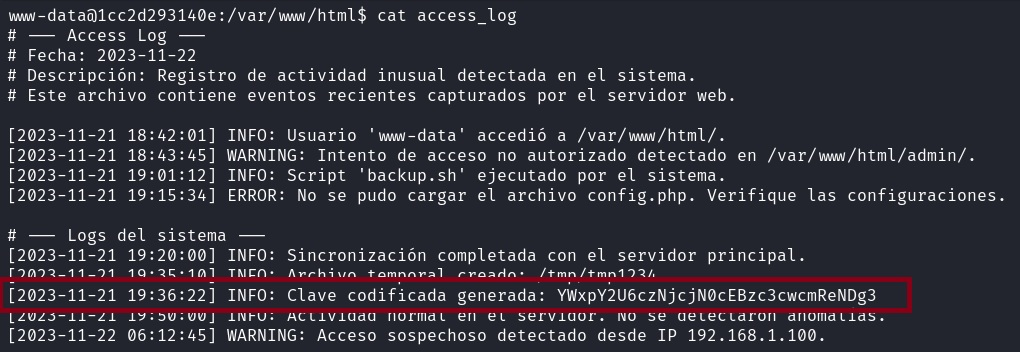 www-data@1cc2d293140e:/var/www/html$ cat access_log
# --- Access Log ---
# Fecha: 2023-11-22
# Descripción: Registro de actividad inusual detectada en el sistema.
# Este archivo contiene eventos recientes capturados por el servidor web.
[2023-11-21 18:42:01] INFO: Usuario 'www-data' accedió a /var/www/html/.
[2023-11-21 18:43:45] WARNING: Intento de acceso no autorizado detectado en /var/www/html/admin/.
[2023-11-21 19:01:12] INFO: Script 'backup.sh' ejecutado por el sistema.
[2023-11-21 19:15:34] ERROR: No se pudo cargar el archivo config.php. Verifique las configuraciones.
# --- Logs del sistema ---
[2023-11-21 19:20:00] INFO: Sincronización completada con el servidor principal.
[2023-11-21 19:35:10] INFO: Archivo temporal creado: /tmp/tmp1234
[2023-11-21 19:36:22] INFO: Clave codificada generada: YWxpY2U6czNjcjN0cEBzc3cwcmReNDg3
[2023-11-21 19:50:00] INFO: Actividad normal en el servidor. No se detectaron anomalías.
[2023-11-22 06:12:45] WARNING: Acceso sospechoso detectado desde IP 192.168.1.100.